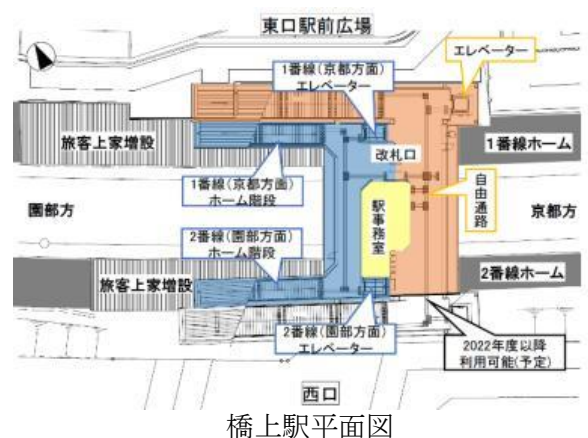 東口駅前広場
エレベーター
1番線(京都方面)
エレベーター
旅客上家増設
改札口
1番線ホーム
1番線(京都方面)
ホーム階段
自由通路
園部方
駅事務室
京都方
2番線(園部方面)
ホーム階段
2番線ホーム
旅客上家増設
2番線(園部方面)
エレベーター
2022年度以降
利用可能(予定)
西口
橋上駅平面図